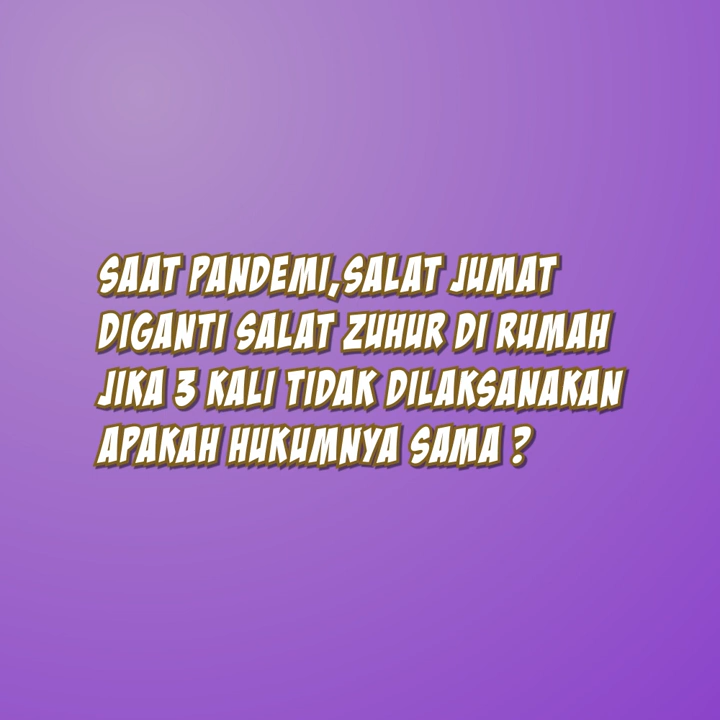 SAAT PANDEMI,SALAT JUMAT
DIGANTI SALAT ZUHUR DI RUMAH
JIKA 3 KALI TIDAK DILAKSANAKAN
APAKAH HUKUMNYA SAMA ?